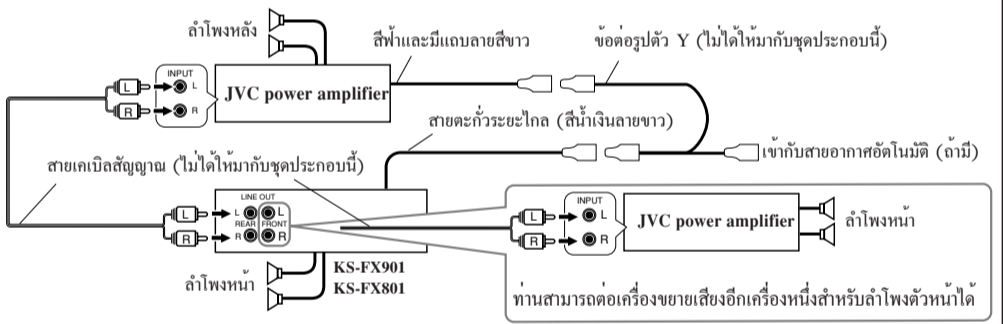 ลำโพงหลัง
สีฟ้าและมีแถบลายสีขาว
ข้อต่อรูปตัว Y (ไม่ได้ให้มากับชุดประกอบนี้)
INPUT
L
L
R
R
JVC power amplifier
สายตะกั่วระยะไกล (สีน้ำเงินลายขาว)
เข้ากับสายอากาศอัตโนมัติ (ถ้ามี)
สายเคเบิลสัญญาณ (ไม่ได้ให้มากับชุดประกอบนี้)
LINE OUT
L
L
L
REAR
FRONT
R
R
R
INPUT
L
L
R
R
JVC power amplifier
ลำโพงหน้า
ลำโพงหน้า
KS-FX901
KS-FX801
ท่านสามารถต่อเครื่องขยายเสียงอีกเครื่องหนึ่งสำหรับลำโพงตัวหน้าได้